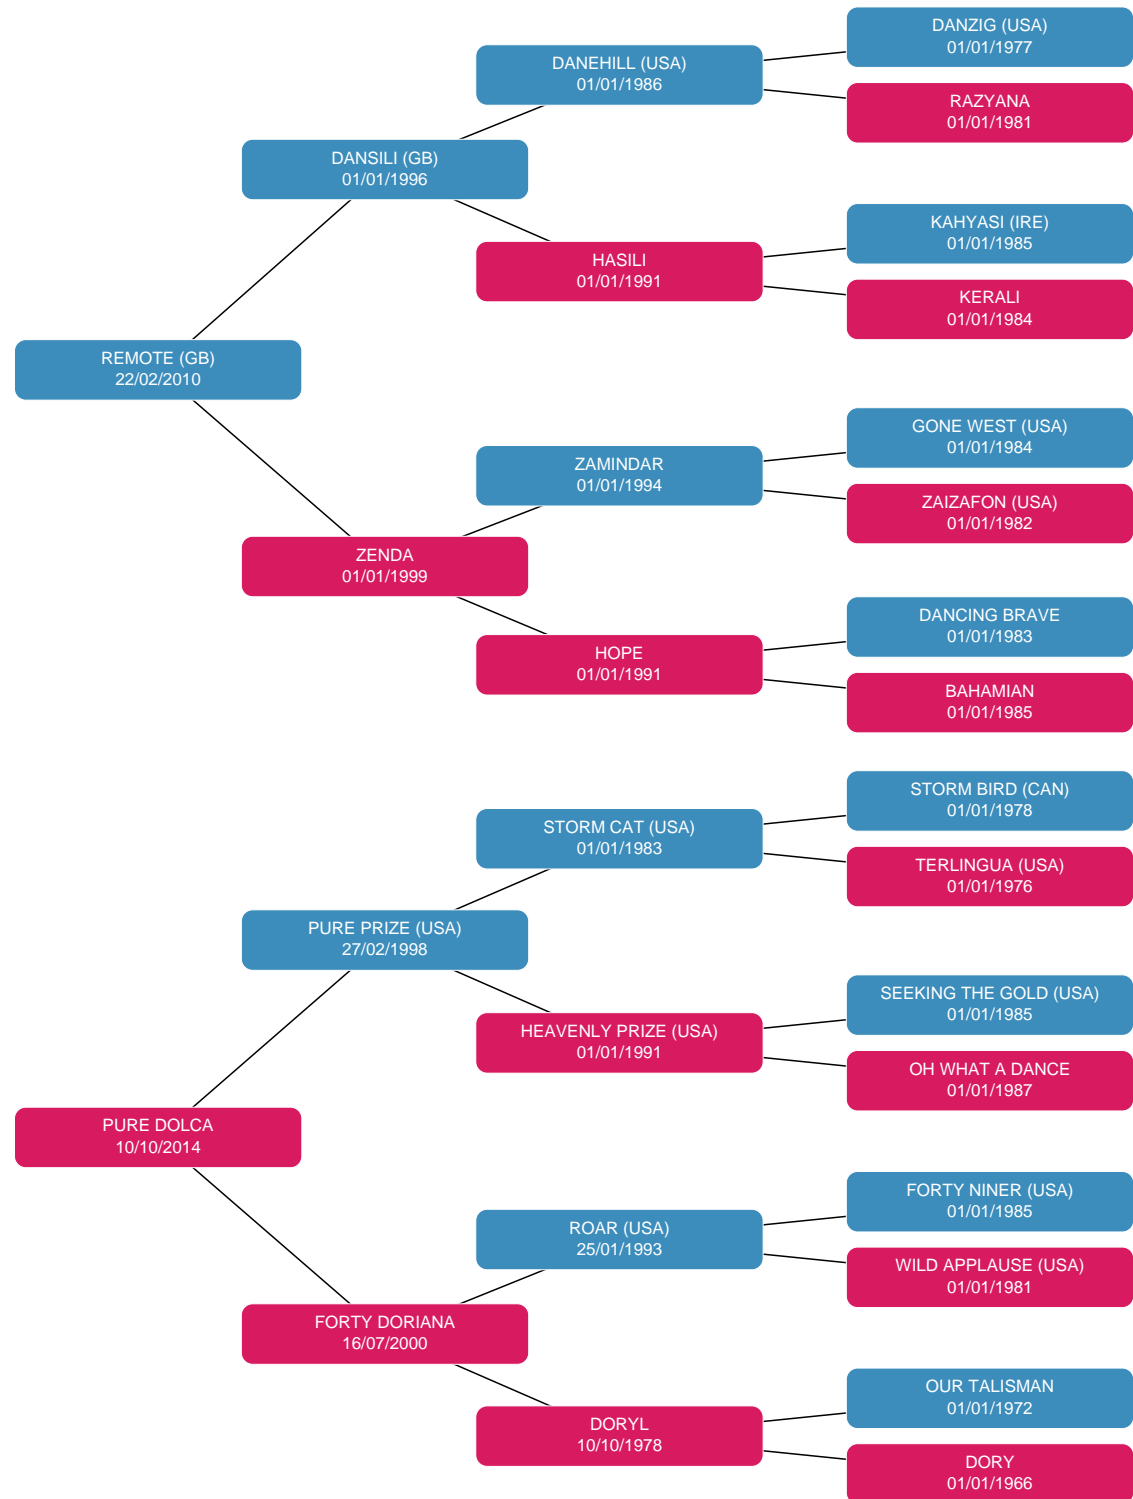 DANZIG (USA)
01/01/1977
DANEHILL (USA)
01/01/1986
RAZYANA
01/01/1981
DANSILI (GB)
01/01/1996
KAHYASI (IRE)
01/01/1985
HASILI
01/01/1991
KERALI
01/01/1984
REMOTE (GB)
22/02/2010
GONE WEST (USA)
01/01/1984
ZAMINDAR
01/01/1994
ZAIZAFON (USA)
01/01/1982
ZENDA
01/01/1999
DANCING BRAVE
01/01/1983
HOPE
01/01/1991
BAHAMIAN
01/01/1985
STORM BIRD (CAN)
01/01/1978
STORM CAT (USA)
01/01/1983
TERLINGUA (USA)
01/01/1976
PURE PRIZE (USA)
27/02/1998
SEEKING THE GOLD (USA)
01/01/1985
HEAVENLY PRIZE (USA)
01/01/1991
OH WHAT A DANCE
01/01/1987
PURE DOLCA
10/10/2014
FORTY NINER (USA)
01/01/1985
ROAR (USA)
25/01/1993
WILD APPLAUSE (USA)
01/01/1981
FORTY DORIANA
16/07/2000
OUR TALISMAN
01/01/1972
DORYL
10/10/1978
DORY
01/01/1966